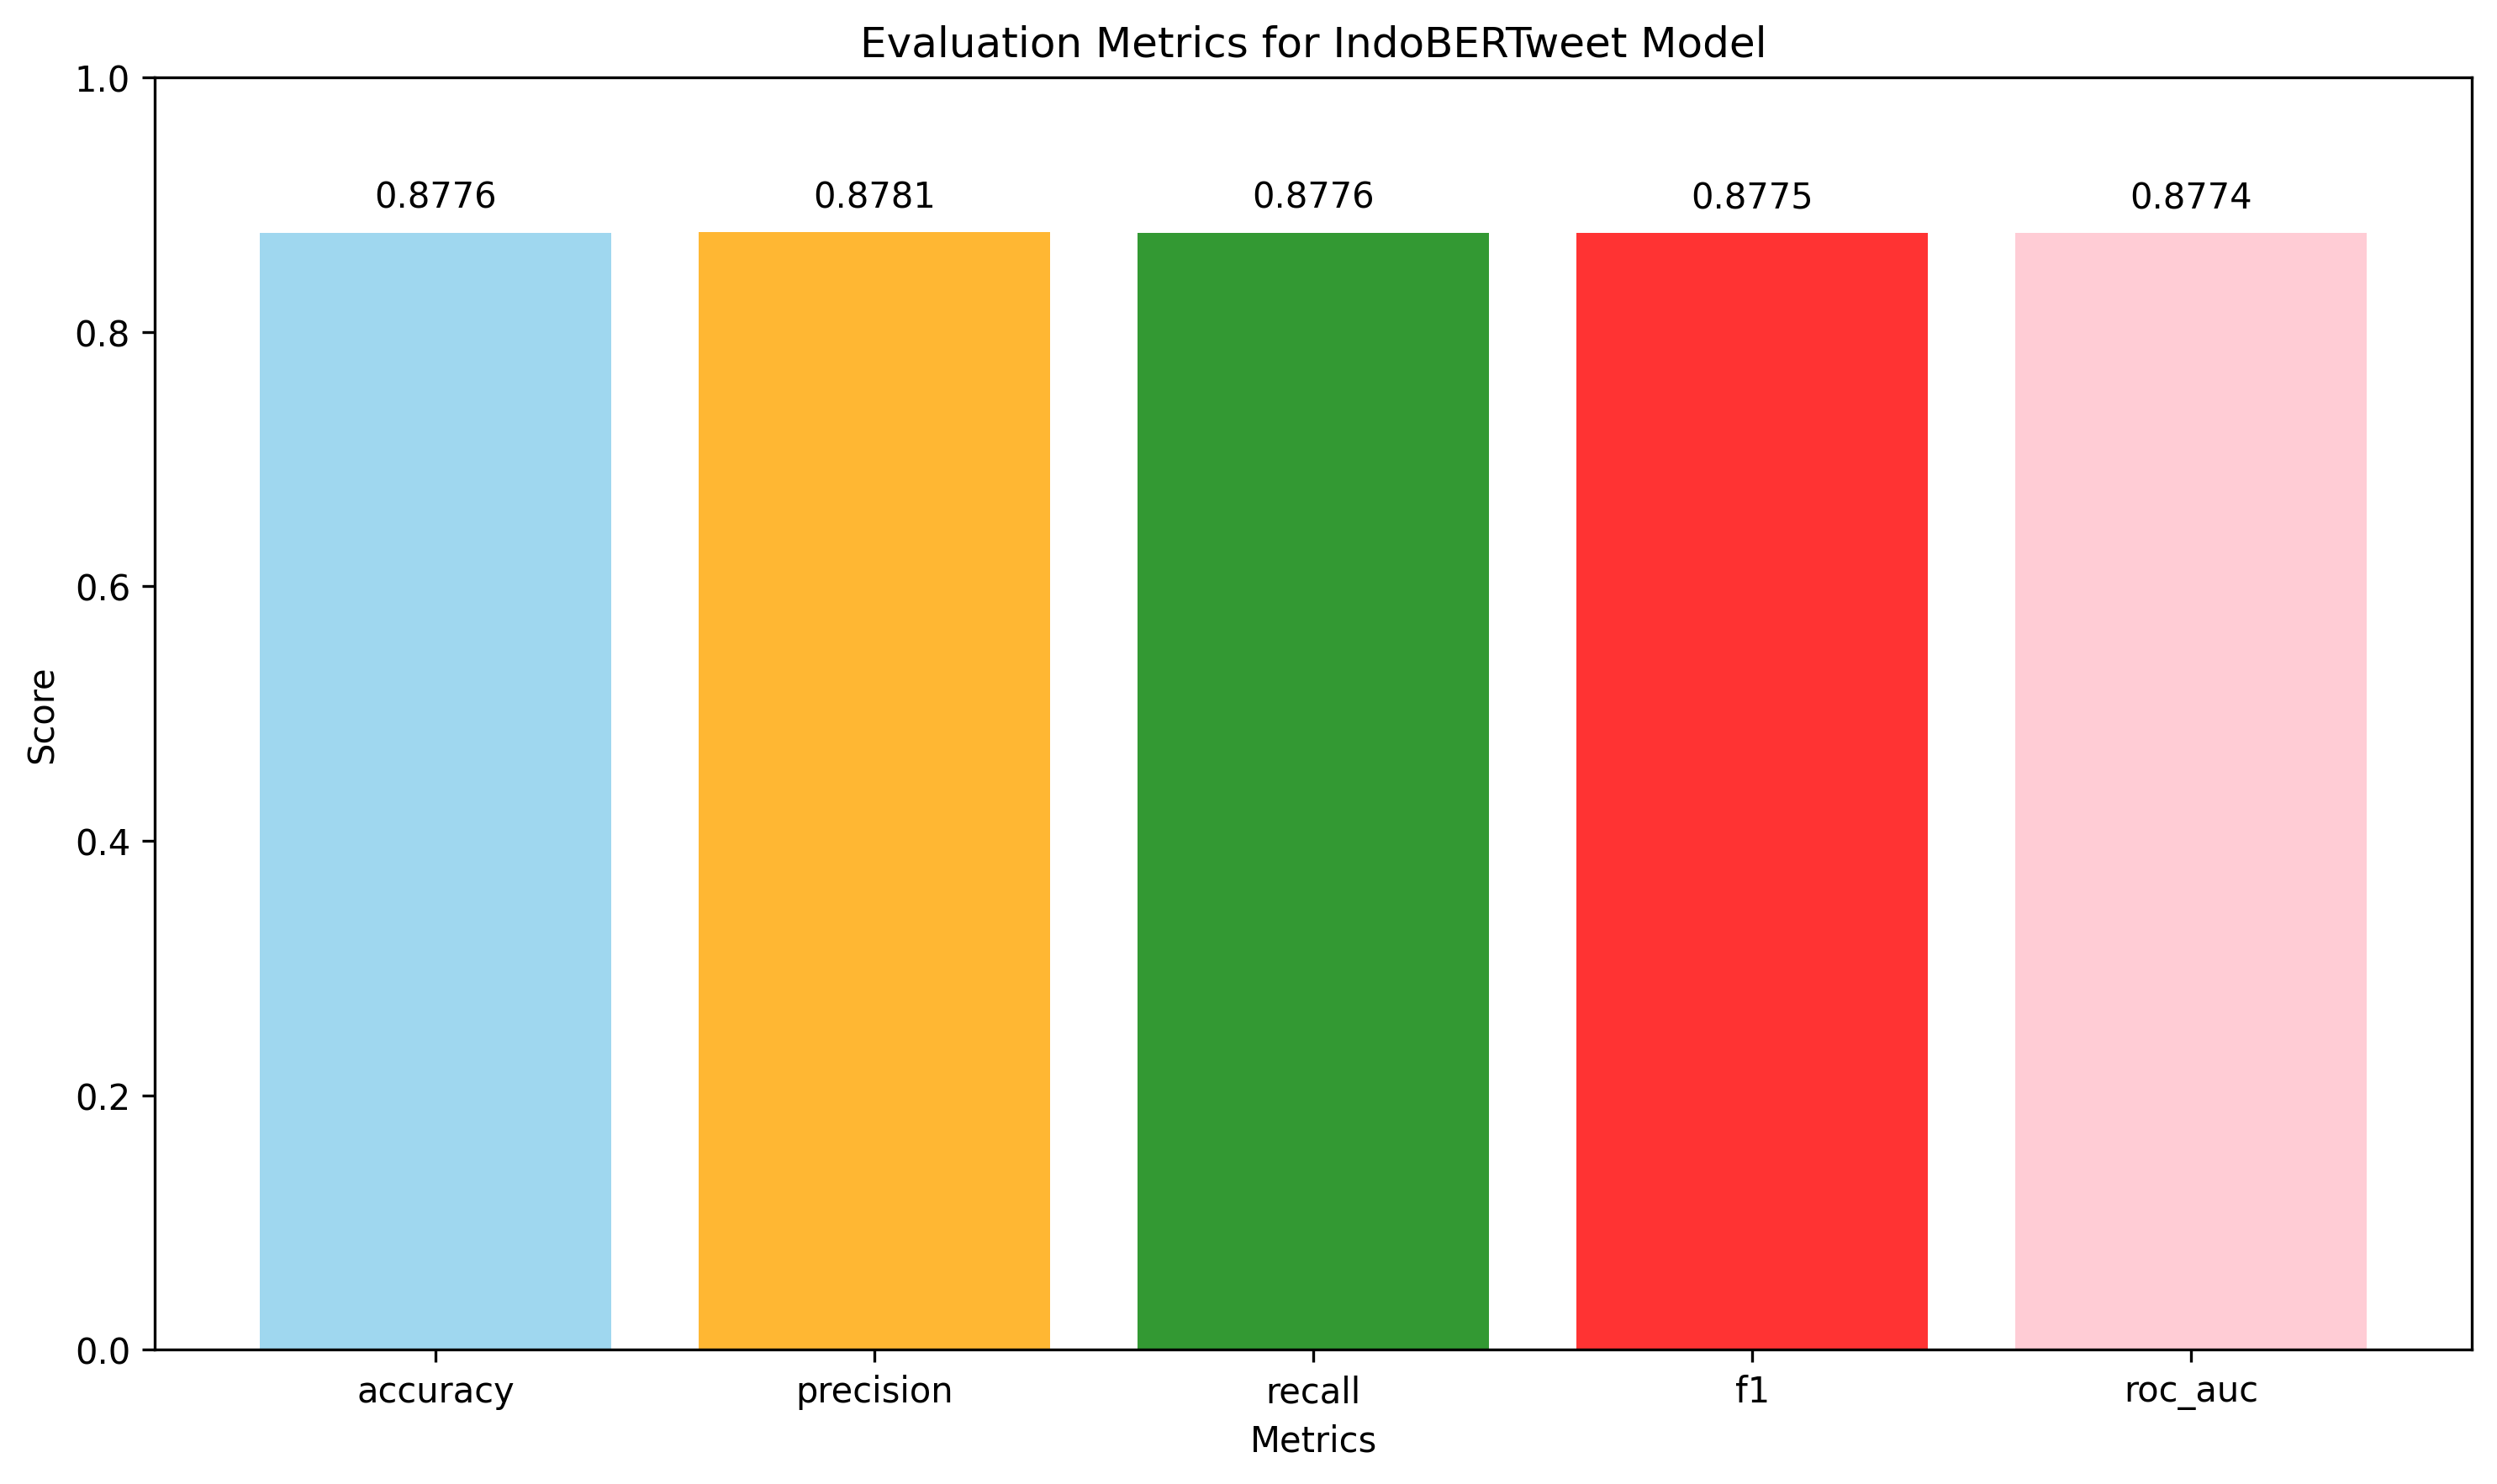 Evaluation Metrics for IndoBERTweet Model
1.0
0.8
0.6
0.4
0.2
0.0
Score
0.8776
0.8781
0.8776
0.8775
0.8774
accuracy
precision
recall
f1
roc_auc
Metrics